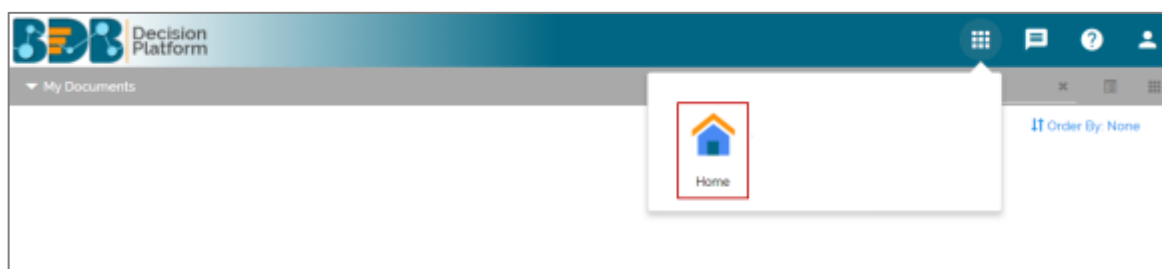 BDB Decision
Platform
My Documents
Order By: None
Home